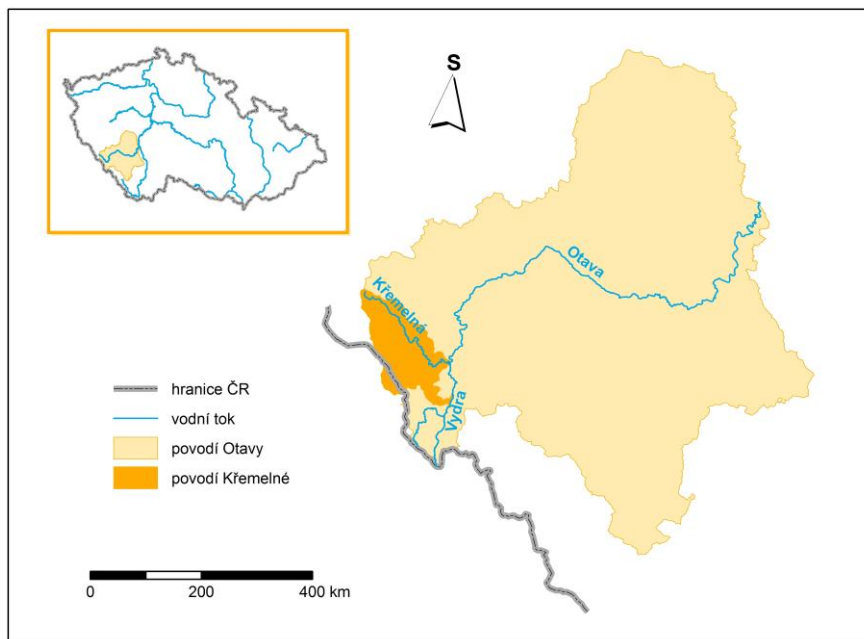 S
Otava
Křemelná
Vydra
hranice ČR
vodní tok
povodí Otavy
povodí Křemelné
0 200 400 km